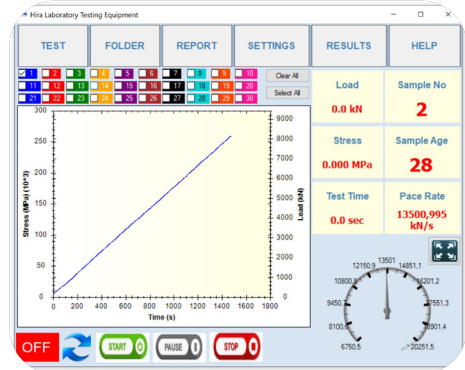 Hira Laboratory Testing Equipment
TEST FOLDER REPORT SETTINGS RESULTS HELP
1 2 3 4 5 6 7 8 9 10 Clear All
11 12 13 14 15 16 17 18 19 20 Select All
21 22 23 24 25 26 27 28 29 30
Load
0.0 kN
Sample No
2
Stress
0.000 MPa
Sample Age
28
Test Time
0.0 sec
Pace Rate
13500,995
kN/s
Stress (MPa) (10^3)
300
250
200
150
100
50
0
9000
8000
7000
6000
5000
4000
3000
2000
1000
0
Load (kN)
0 200 400 600 800 1000 1200 1400 1600 1800
Time (s)
6750,5
8100,6
9450,7
10800,8
12150,9
13501
14851,1
16201,2
17551,3
18901,4
20251,5
OFF
START
PAUSE
STOP